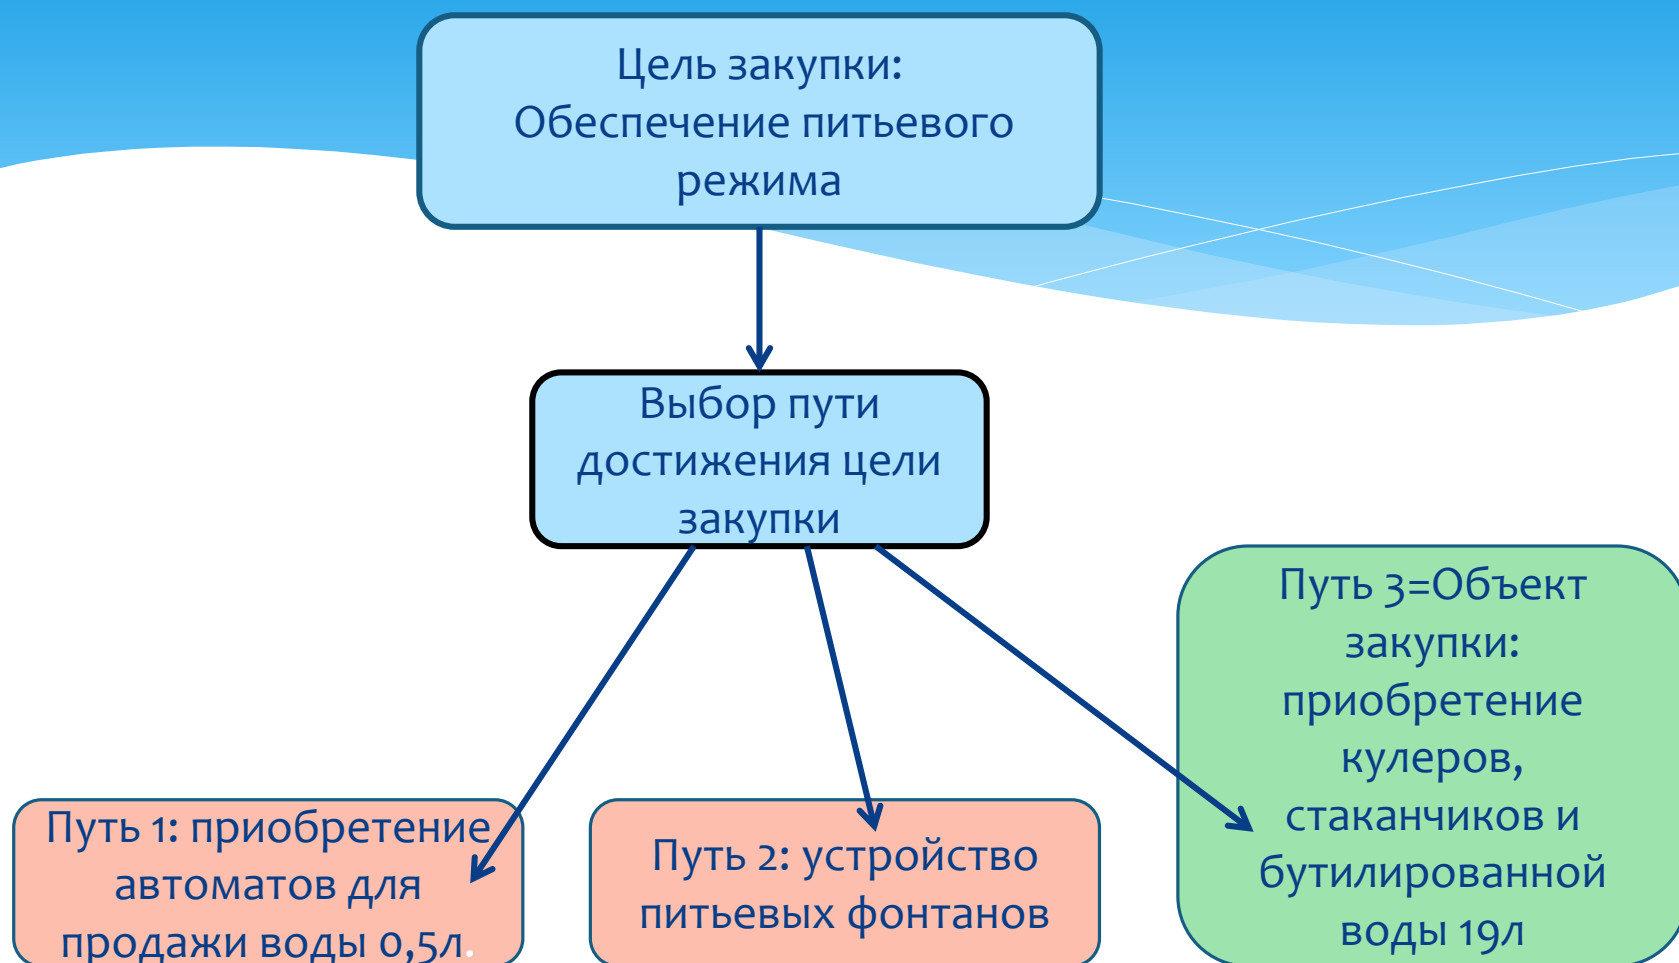 Цель закупки:
Обеспечение питьевого
режима
Выбор пути
достижения цели
закупки
Путь 1: приобретение
автоматов для
продажи воды 0,5л.
Путь 2: устройство
питьевых фонтанов
Путь 3=Объект
закупки:
приобретение
кулеров,
стаканчиков и
бутилированной
воды 19л